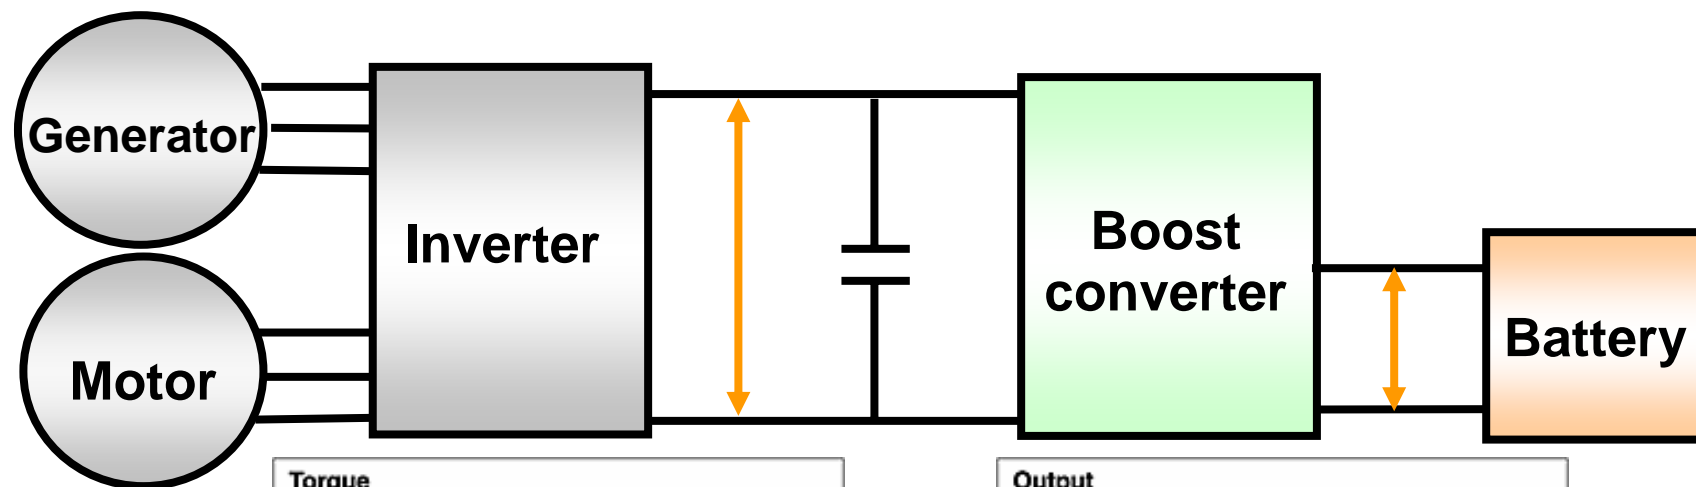 Generator
Motor
Inverter
Boost
converter
Battery
Torque
Output